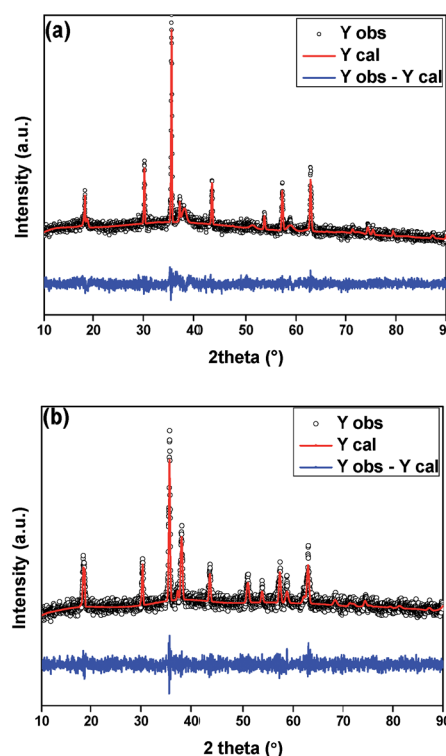 (a)
Y obs
Y cal
Y obs - Y cal
Intensity (a.u.)
10 20 30 40 50 60 70 80 90
2theta (°)
(b)
Y obs
Y cal
Y obs - Y cal
Intensity (a.u.)
10 20 30 40 50 60 70 80 90
2 theta (°)